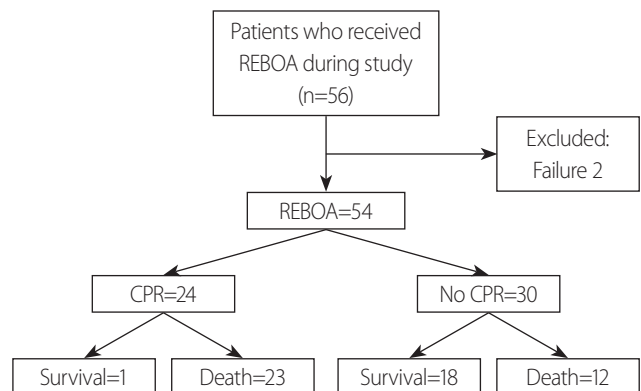 Patients who received
REBOA during study
(n=56)
Excluded:
Failure 2
REBOA=54
CPR=24
No CPR=30
Survival=1
Death=23
Survival=18
Death=12